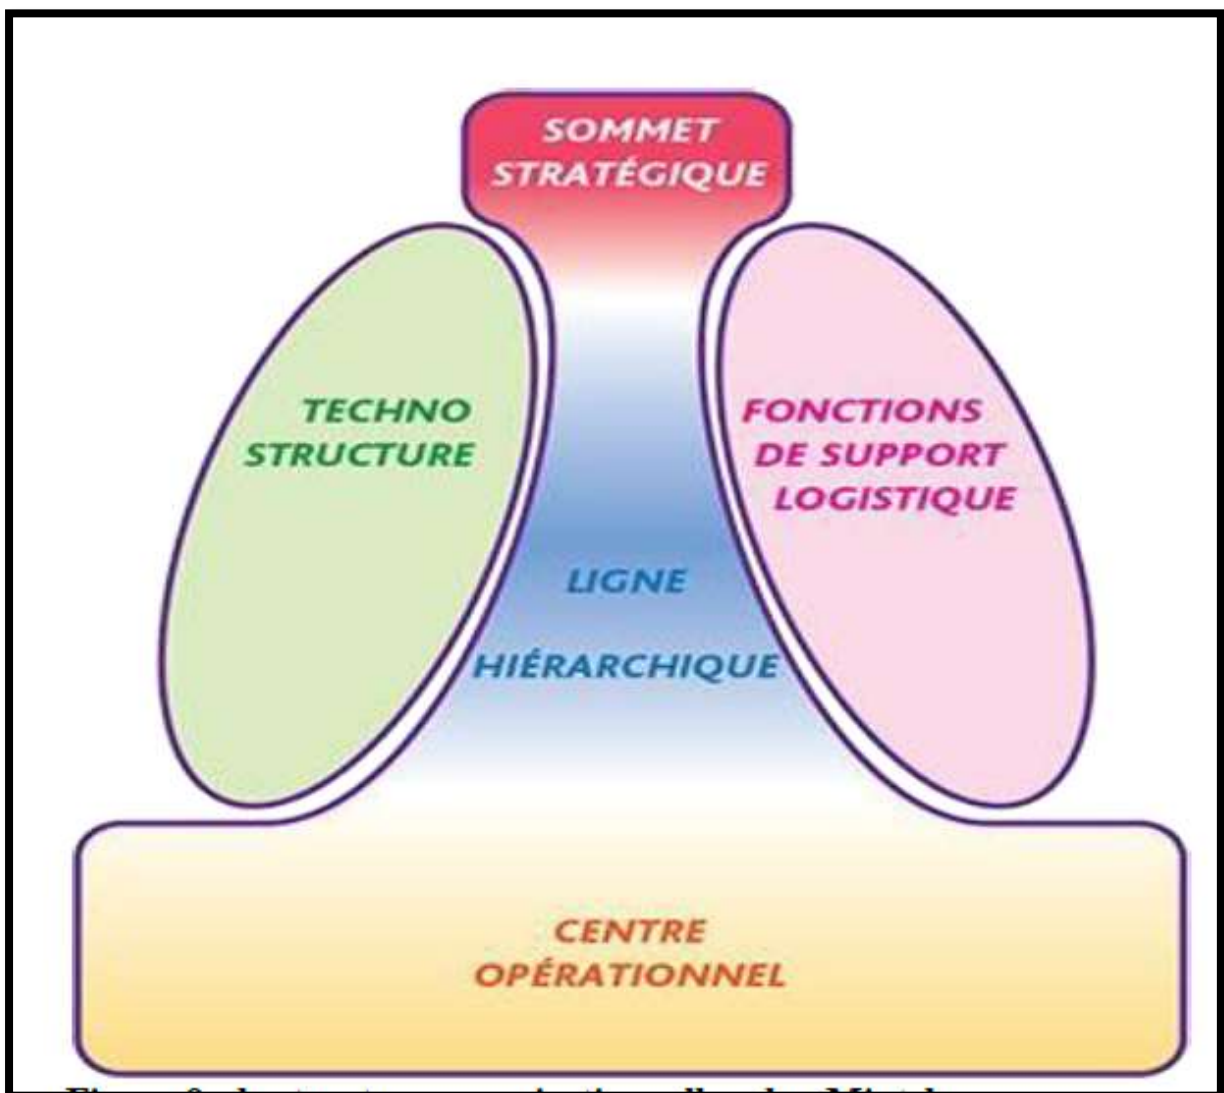 SOMMET
STRATÉGIQUE
TECHNO
STRUCTURE
FONCTIONS
DE SUPPORT
LOGISTIQUE
LIGNE
HIÉRARCHIQUE
CENTRE
OPÉRATIONNEL